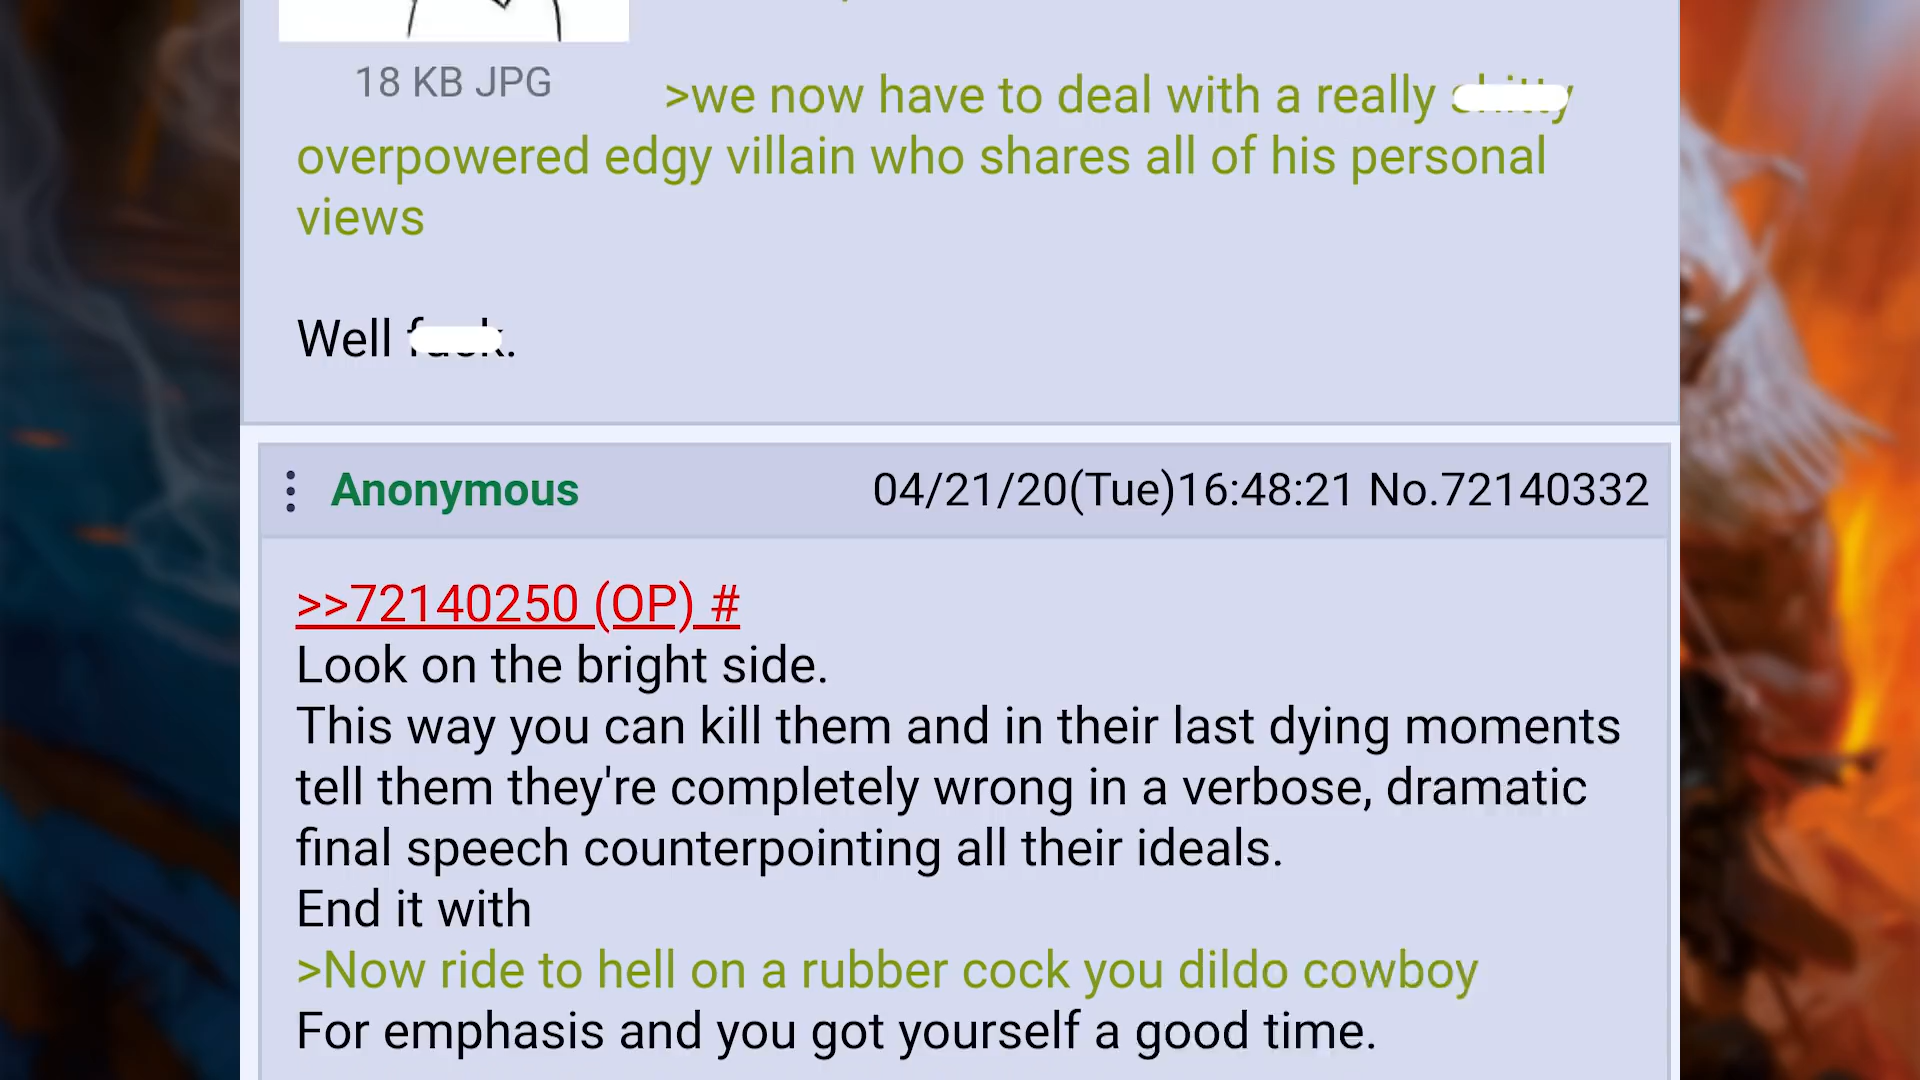 18 KB JPG
>we now have to deal with a really shitty
overpowered edgy villain who shares all of his personal
views
Well fuck.
Anonymous 04/21/20(Tue)16:48:21 No.72140332
>>72140250 (OP) #
Look on the bright side.
This way you can kill them and in their last dying moments
tell them they're completely wrong in a verbose, dramatic
final speech counterpointing all their ideals.
End it with
>Now ride to hell on a rubber cock you dildo cowboy
For emphasis and you got yourself a good time.